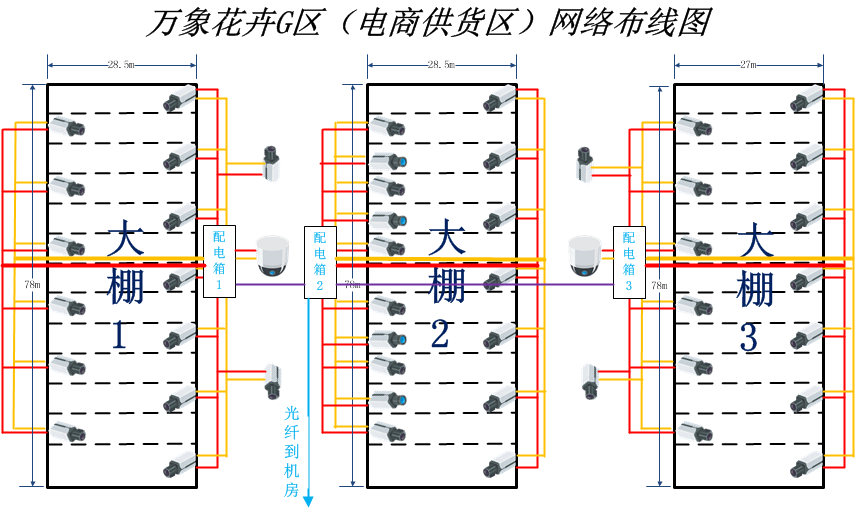 万象花卉G区（电商供货区）网络布线图
28.5m
28.5m
27m
大棚1
大棚2
大棚3
配电箱1
配电箱2
配电箱3
78m
78m
78m
光纤到机房